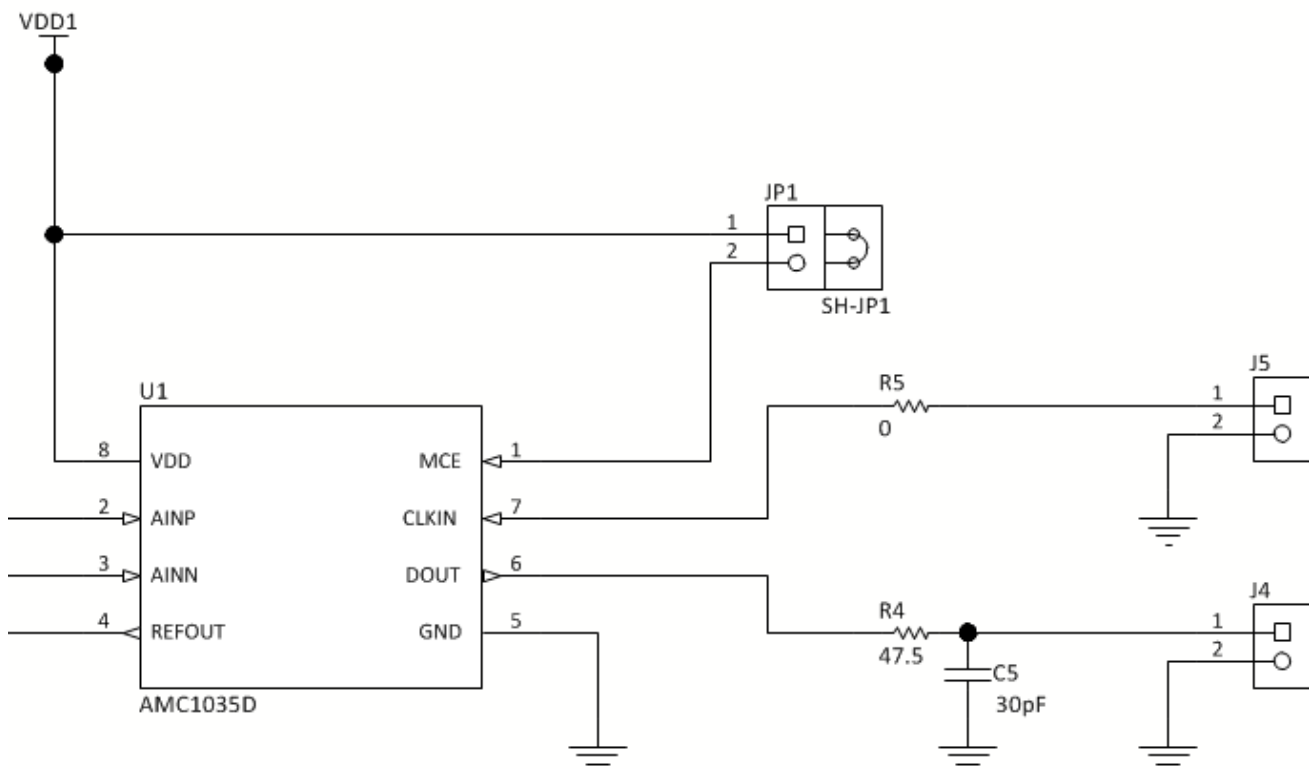 VDD1
JP1
1
2
SH-JP1
J5
R5
1
0
2
U1
8 VDD MCE 1
2 AINP CLKIN 7
3 AINN DOUT 6
4 REFOUT GND 5
AMC1035D
J4
R4
1
47.5
2
C5
30pF